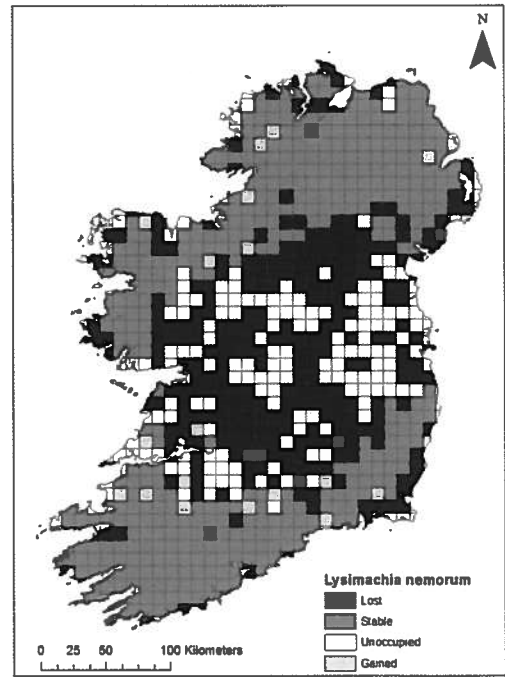 N
Lysimachia nemorum
Lost
Stable
Unoccupied
Gained
0 25 50 100 Kilometers